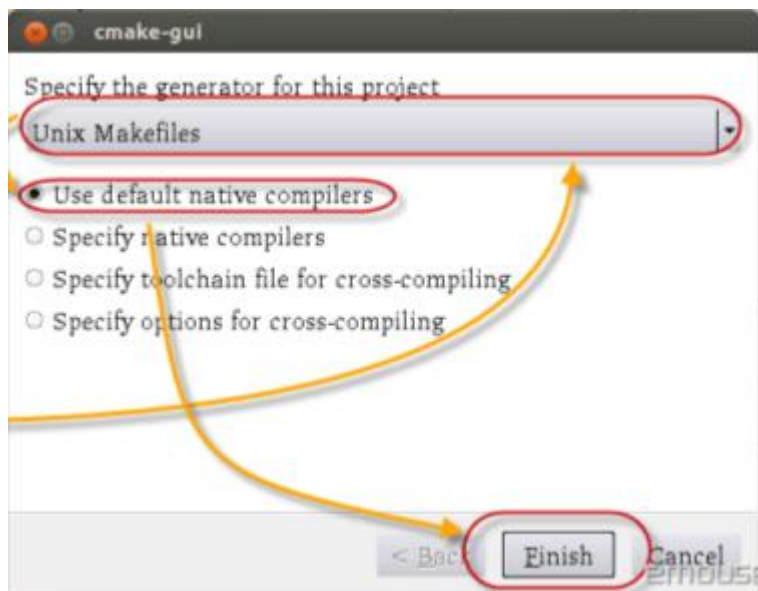 cmake-gui
Specify the generator for this project
Unix Makefiles
Use default native compilers
Specify native compilers
Specify toolchain file for cross-compiling
Specify options for cross-compiling
< Back Finish Cancel